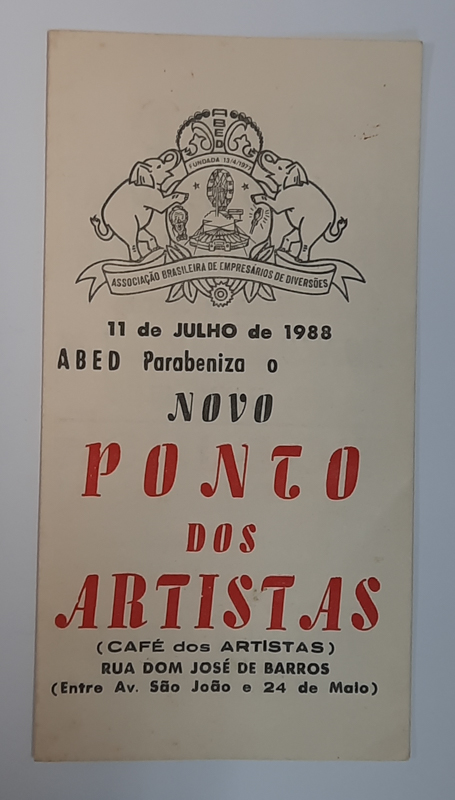 ABED
FUNDADA 13/4/1977
ASSOCIAÇÃO BRASILEIRA DE EMPRESÁRIOS DE DIVERSÕES
11 de JULHO de 1988
ABED Parabeniza o
NOVO
PONTO
DOS
ARTISTAS
(CAFÉ dos ARTISTAS)
RUA DOM JOSÉ DE BARROS
(Entre Av. São João e 24 de Maio)